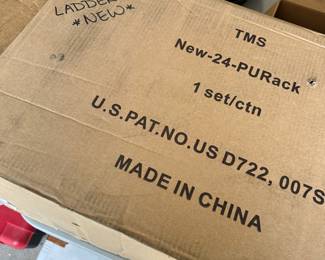 LADDER
*NEW*
TMS
New-24-PURack
1 set/ctn
U.S.PAT.NO.US D722, 007S
MADE IN CHINA